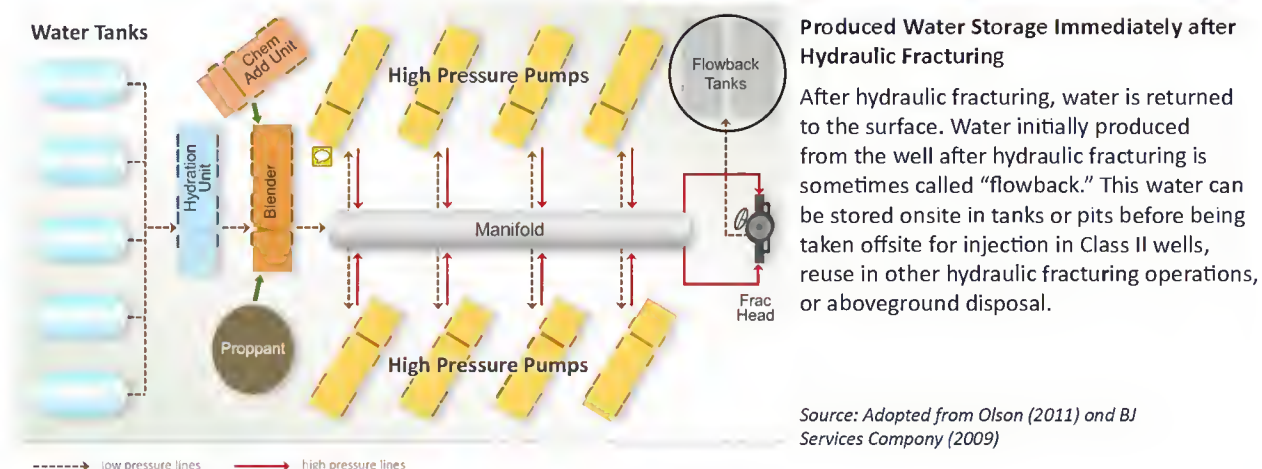 Water Tanks
Chem
Add Unit
High Pressure Pumps
Flowback
Tanks
Hydration
Unit
Blender
Manifold
Proppant
High Pressure Pumps
Frac
Head
low pressure lines
high pressure lines
Produced Water Storage Immediately after
Hydraulic Fracturing
After hydraulic fracturing, water is returned
to the surface. Water initially produced
from the well after hydraulic fracturing is
sometimes called “flowback.” This water can
be stored onsite in tanks or pits before being
taken offsite for injection in Class II wells,
reuse in other hydraulic fracturing operations,
or aboveground disposal.
Source: Adopted from Olson (2011) and BJ
Services Company (2009)